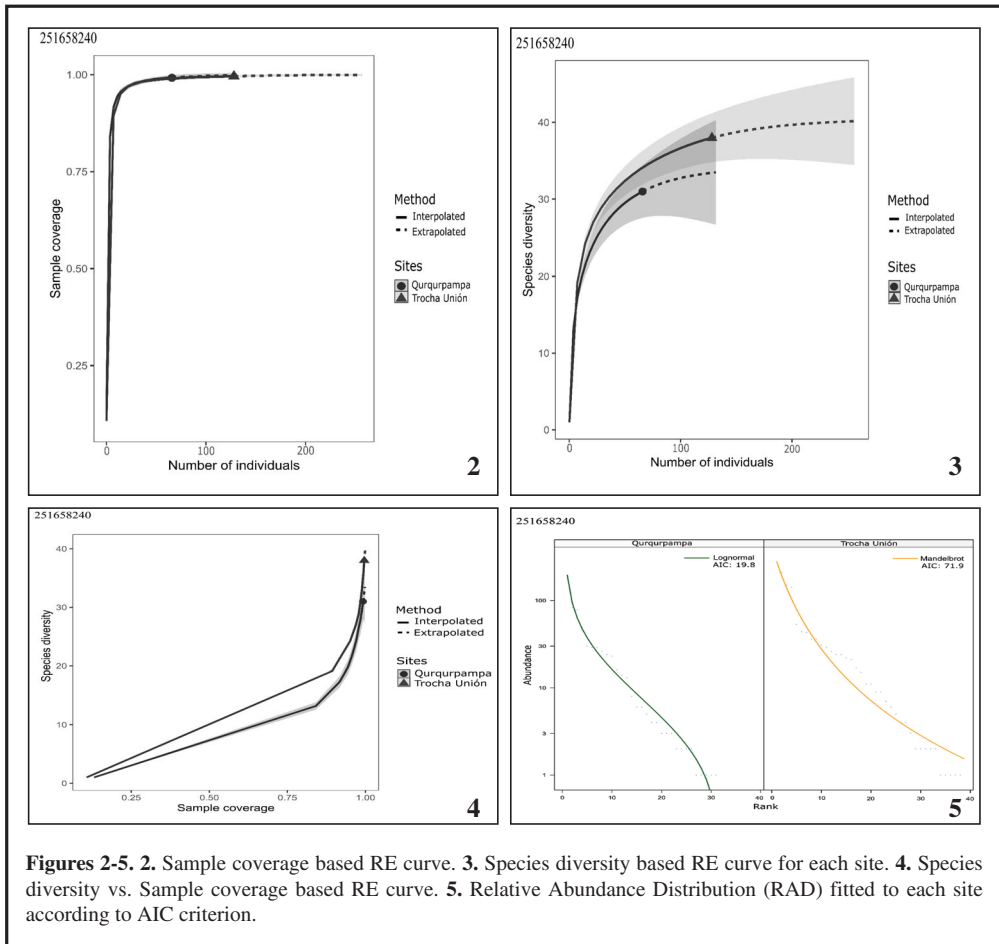 251658240
1.00
0.75
0.50
0.25
Sample coverage
0
100
200
Number of individuals
Method
Interpolated
Extrapolated
Sites
Qurqurpampa
Trocha Unión
2
251658240
40
30
20
10
0
Species diversity
0
100
200
Number of individuals
Method
Interpolated
Extrapolated
Sites
Qurqurpampa
Trocha Unión
3
251658240
40
30
20
10
0
Species diversity
0.25
0.50
0.75
1.00
Sample coverage
Method
Interpolated
Extrapolated
Sites
Qurqurpampa
Trocha Unión
4
251658240
Qurqurpampa
Trocha Unión
Lognormal
AIC: 19.8
Mandelbrot
AIC: 71.9
100
30
10
3
1
Abundance
0
10
20
30
40
0
10
20
30
40
Rank
5
Figures 2-5. 2. Sample coverage based RE curve. 3. Species diversity based RE curve for each site. 4. Species
diversity vs. Sample coverage based RE curve. 5. Relative Abundance Distribution (RAD) fitted to each site
according to AIC criterion.